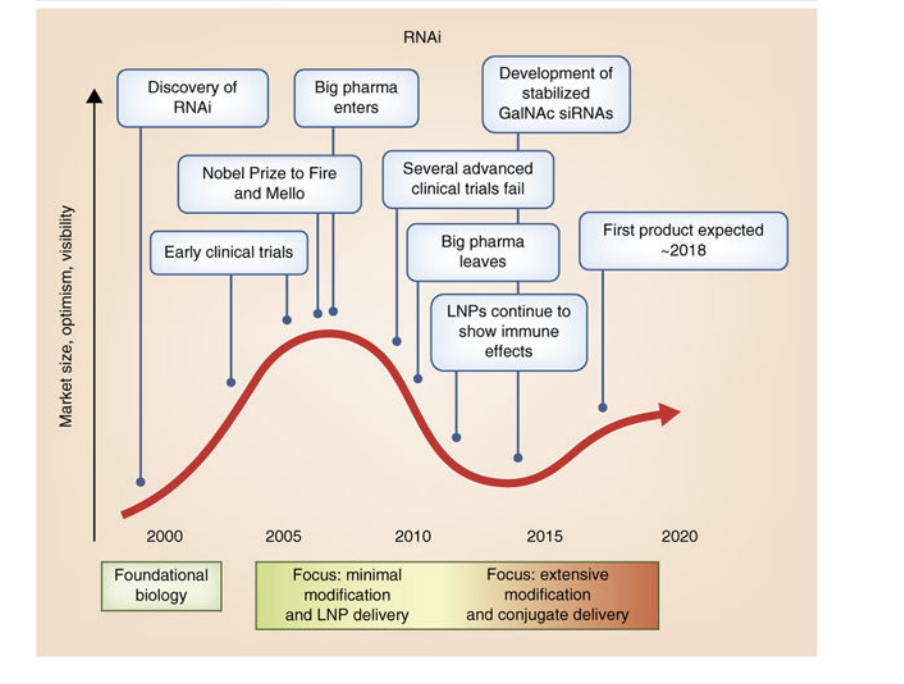 RNAi
Discovery of
RNAi
Big pharma
enters
Development of
stabilized
GalNAc siRNAs
Nobel Prize to Fire
and Mello
Several advanced
clinical trials fail
Early clinical trials
Big pharma
leaves
First product expected
~2018
LNPs continue to
show immune
effects
Market size, optimism, visibility
2000
2005
2010
2015
2020
Foundational
biology
Focus: minimal
modification
and LNP delivery
Focus: extensive
modification
and conjugate delivery